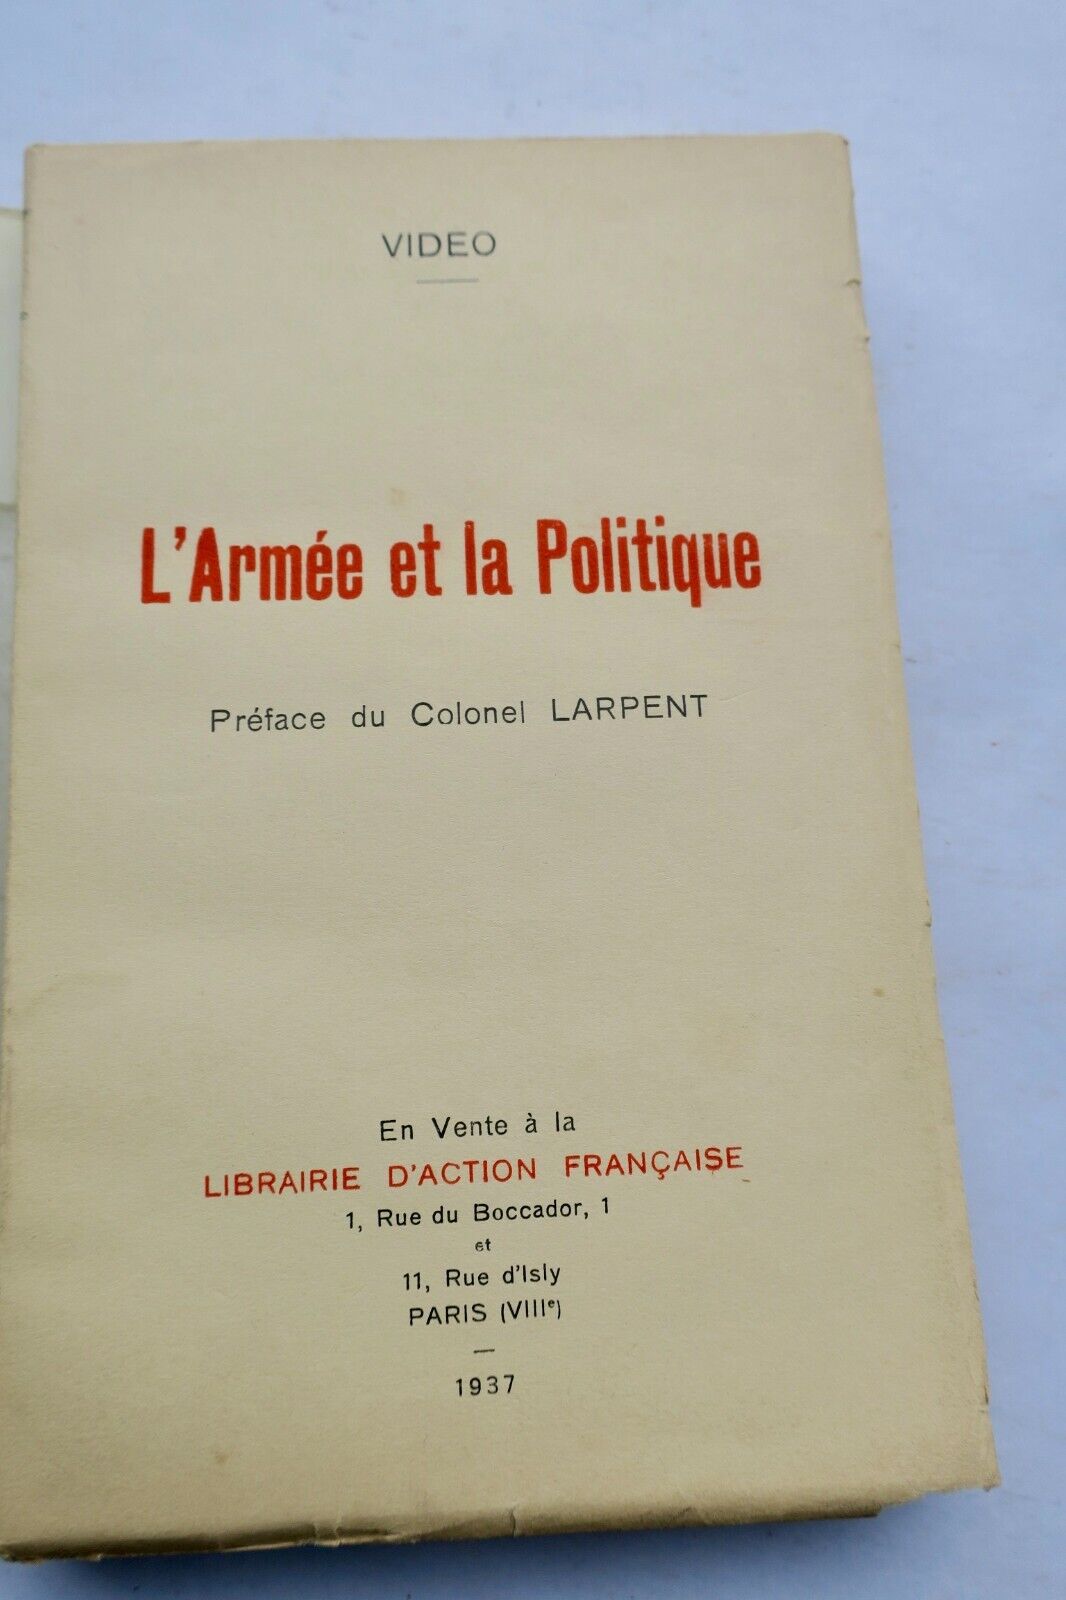 VIDEO
L'Armée et la Politique
Préface du Colonel LARPENT
En Vente à la
LIBRAIRIE D'ACTION FRANÇAISE
1, Rue du Boccador, 1
et
11, Rue d'Isly
PARIS (VIIIe)
—
1937